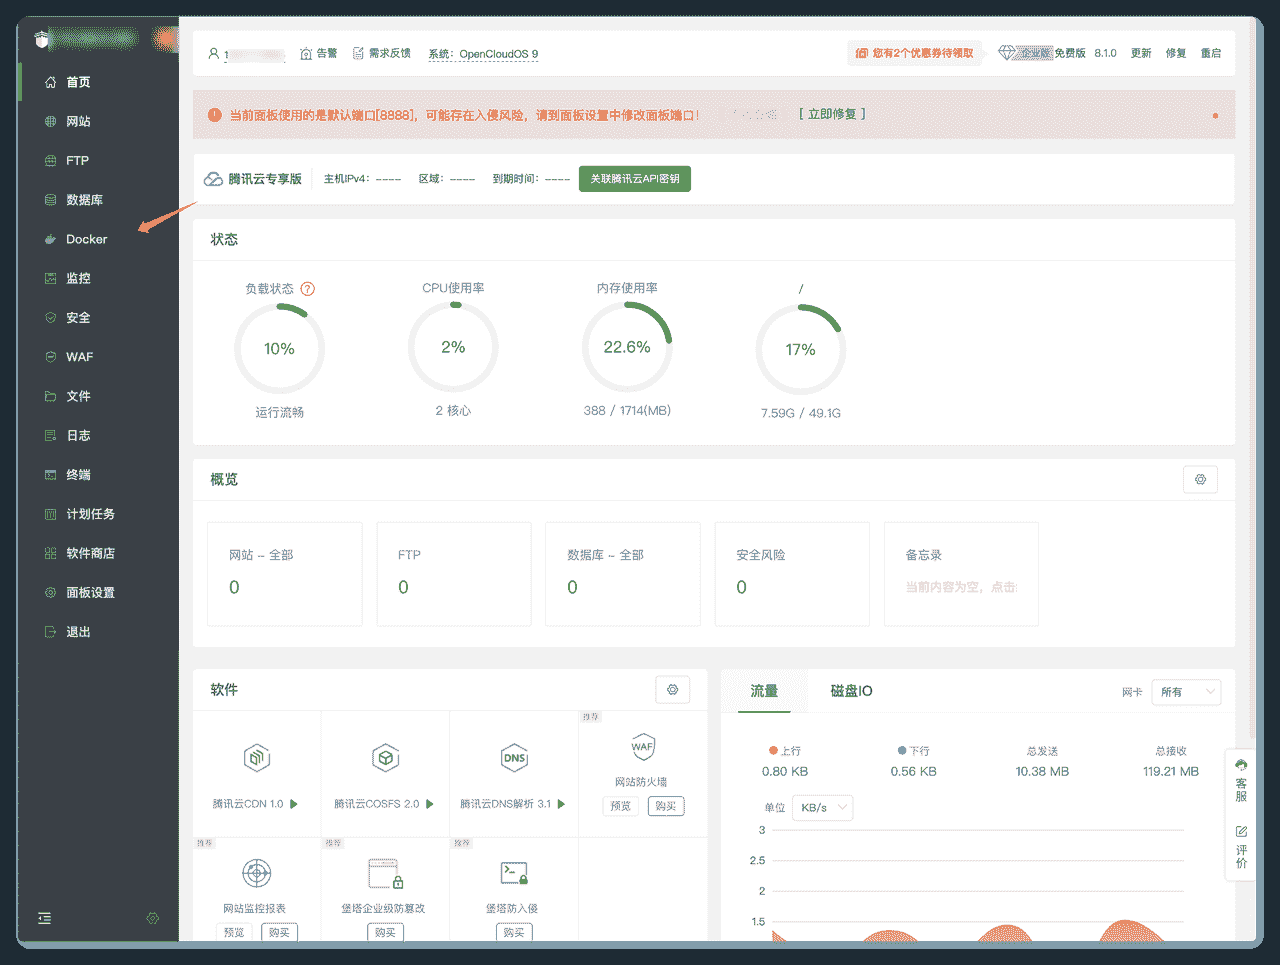 首页
网站
FTP
数据库
Docker
监控
安全
WAF
文件
日志
终端
计划任务
软件商店
面板设置
退出
1
告警
需求反馈
系统：OpenCloudOS 9
您有2个优惠券待领取
企业版
免费版
8.1.0
更新
修复
重启
当前面板使用的是默认端口[8888]，可能存在入侵风险，请到面板设置中修改面板端口！
[ 立即修复 ]
腾讯云专享版
主机IPv4：----
区域：----
到期时间：----
关联腾讯云API密钥
状态
负载状态 ?
CPU使用率
内存使用率
/
10%
2%
22.6%
17%
运行流畅
2 核心
388 / 1714(MB)
7.59G / 49.1G
概览
网站 - 全部
0
FTP
0
数据库 - 全部
0
安全风险
0
备忘录
当前内容为空，点击
软件
腾讯云CDN 1.0
腾讯云COSFS 2.0
腾讯云DNS解析 3.1
DNS
推荐
WAF
网站防火墙
预览
购买
推荐
网站监控报表
预览
购买
推荐
堡塔企业级防篡改
购买
推荐
堡塔防入侵
购买
流量
磁盘IO
网卡
所有
上行
0.80 KB
下行
0.56 KB
总发送
10.38 MB
总接收
119.21 MB
单位
KB/s
3
2.5
2
1.5
客服
评价